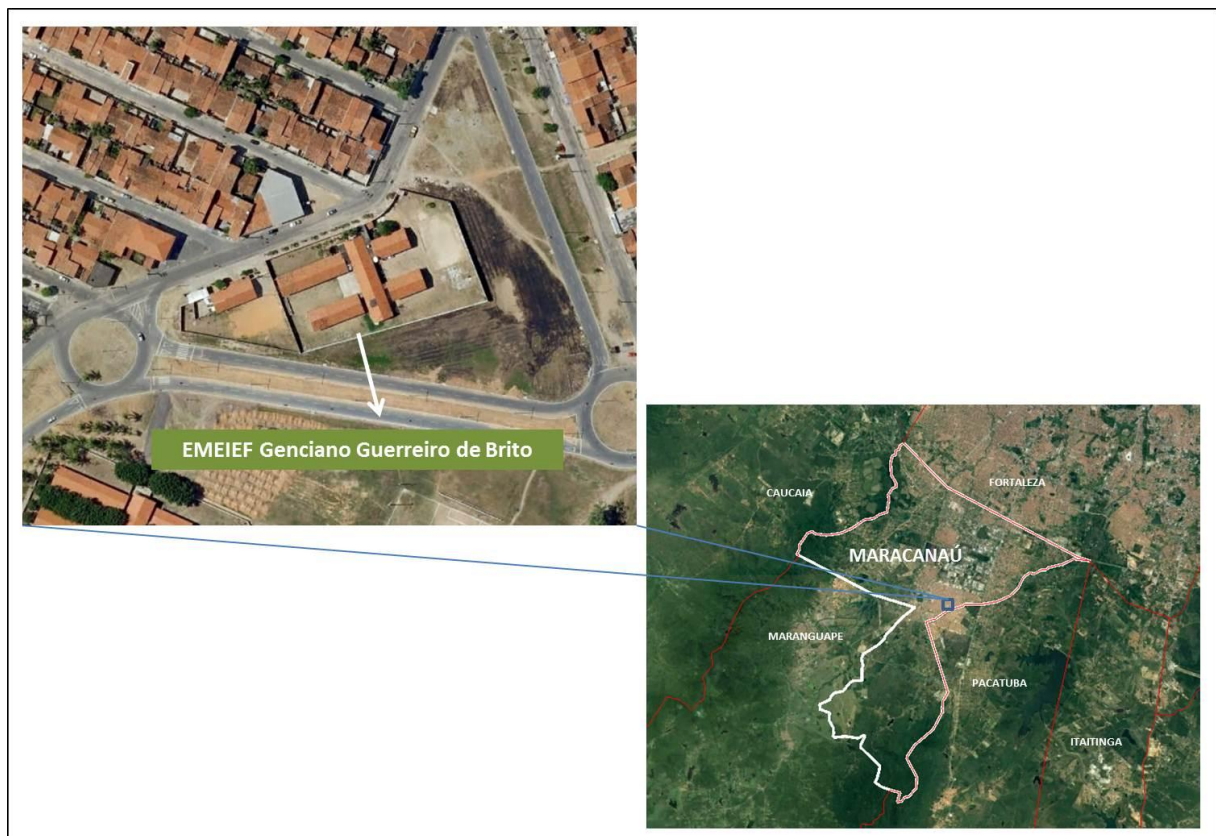 EMEIEF Genciano Guerreiro de Brito
CAUCAIA
FORTALEZA
MARACANAÚ
MARANGUAPE
PACATUBA
ITAITINGA